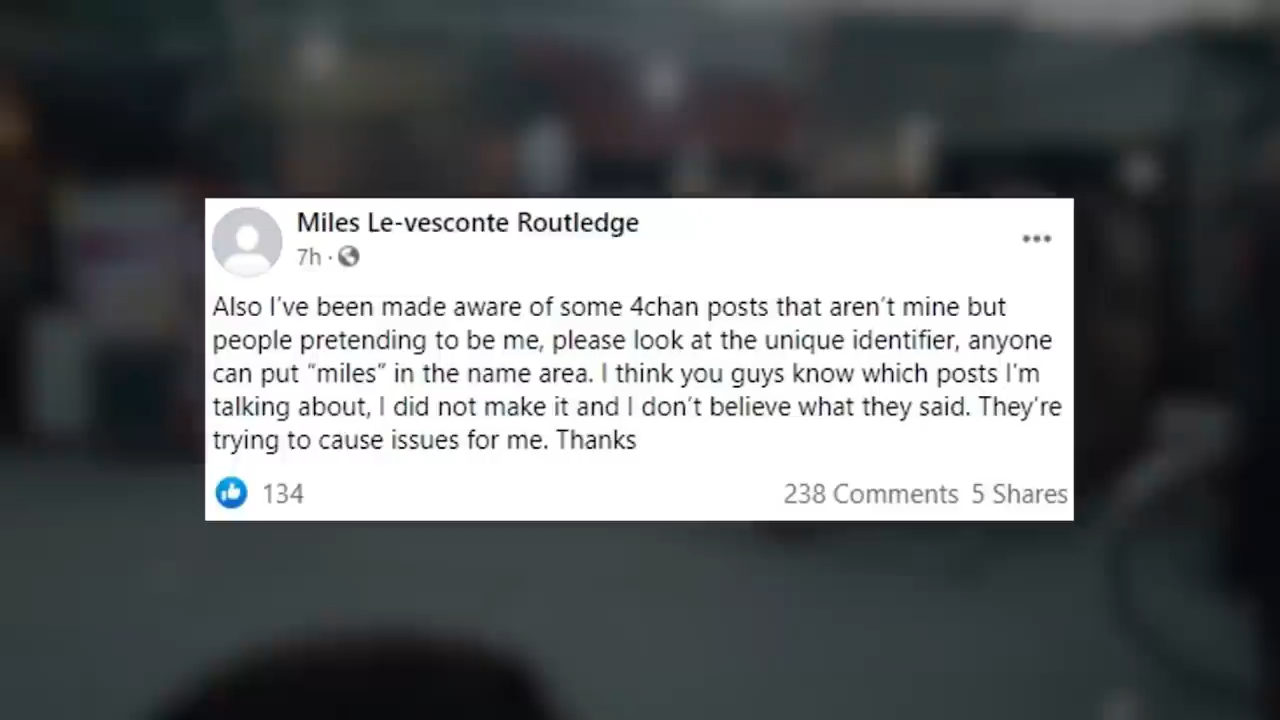 Miles Le-vesconte Routledge
7h ·
Also I’ve been made aware of some 4chan posts that aren’t mine but
people pretending to be me, please look at the unique identifier, anyone
can put “miles” in the name area. I think you guys know which posts I’m
talking about, I did not make it and I don’t believe what they said. They’re
trying to cause issues for me. Thanks
134
238 Comments 5 Shares